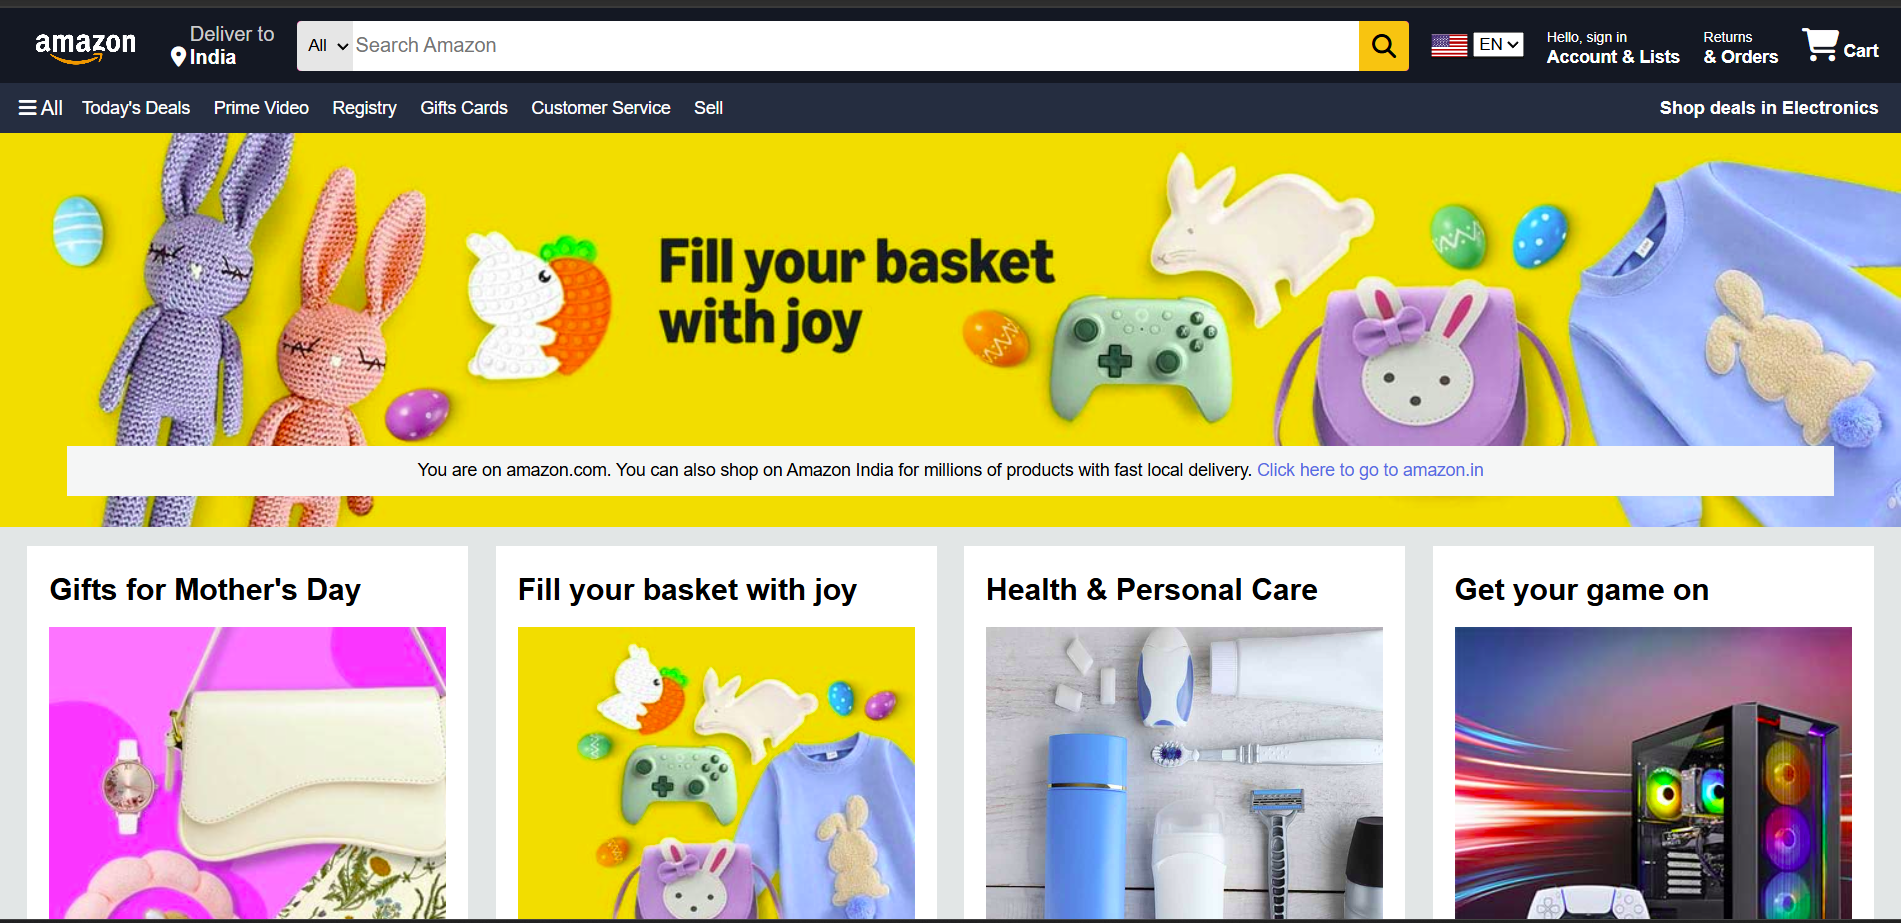 amazon
Deliver to
India
All
Search Amazon
EN
Hello, sign in
Account & Lists
Returns
& Orders
Cart
All
Today's Deals
Prime Video
Registry
Gifts Cards
Customer Service
Sell
Shop deals in Electronics
Fill your basket
with joy
You are on amazon.com. You can also shop on Amazon India for millions of products with fast local delivery. Click here to go to amazon.in
Gifts for Mother's Day
Fill your basket with joy
Health & Personal Care
Get your game on